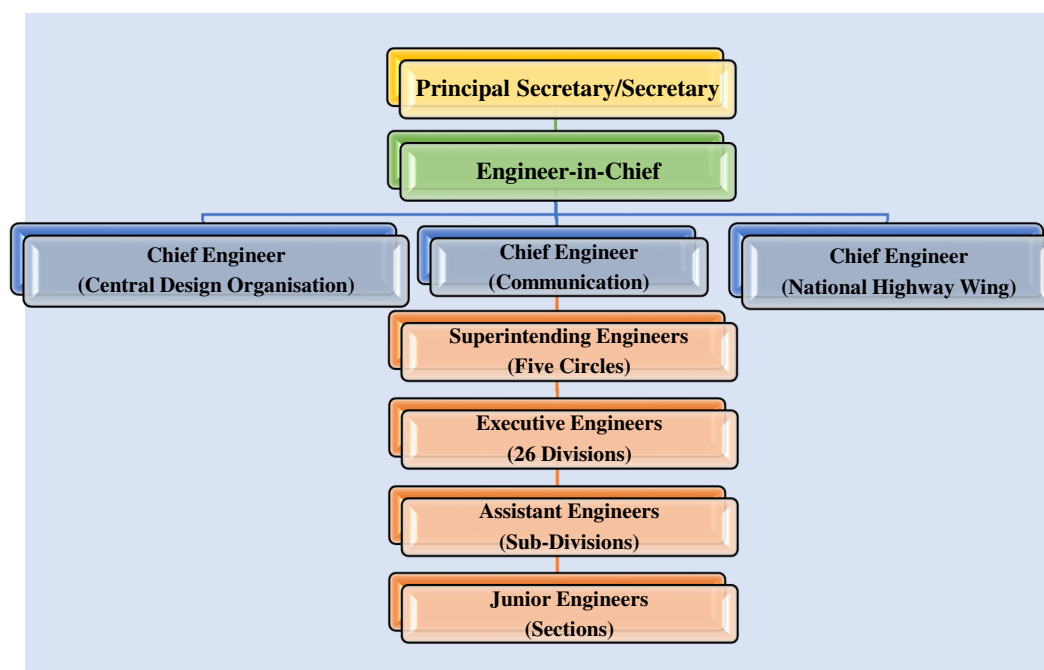 Principal Secretary/Secretary
Engineer-in-Chief
Chief Engineer
(Central Design Organisation)
Chief Engineer
(Communication)
Chief Engineer
(National Highway Wing)
Superintending Engineers
(Five Circles)
Executive Engineers
(26 Divisions)
Assistant Engineers
(Sub-Divisions)
Junior Engineers
(Sections)